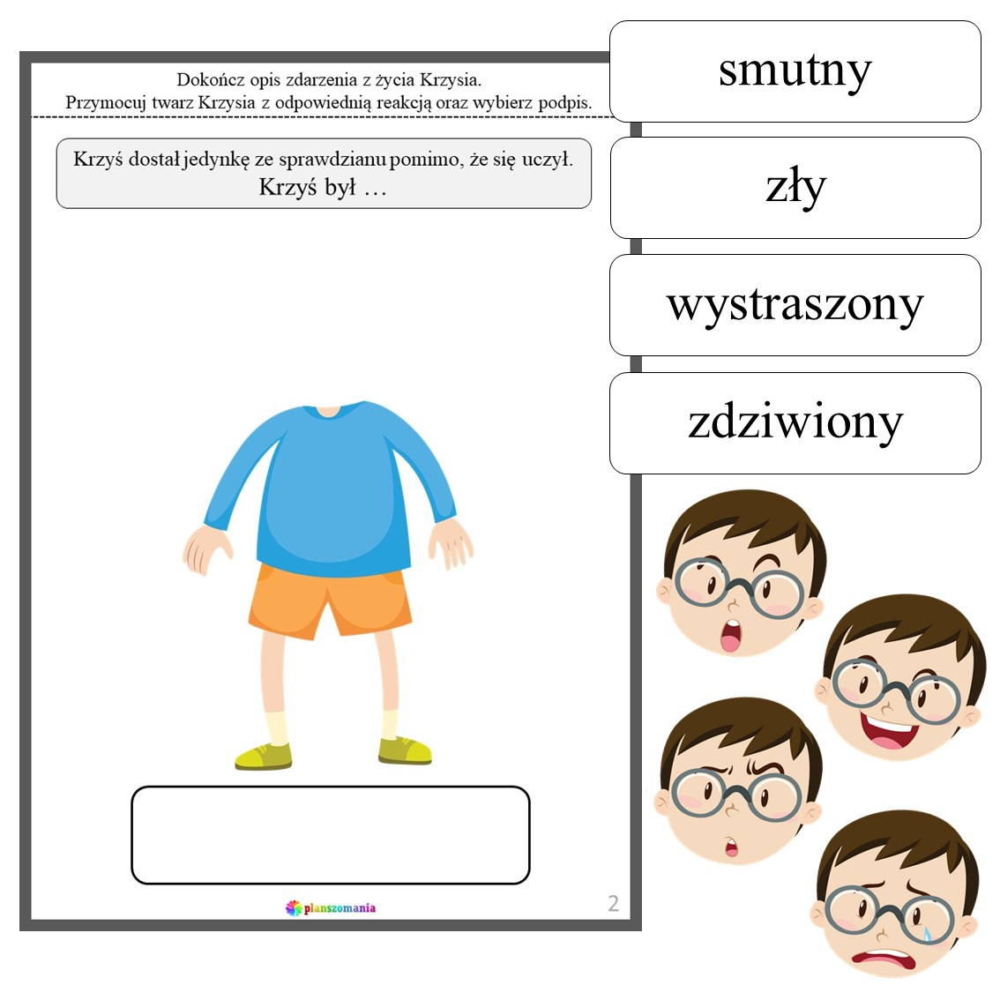 Dokończ opis zdarzenia z życia Krzysia.
Przymocuj twarz Krzysia z odpowiednią reakcją oraz wybierz podpis.
Krzyś dostał jedynkę ze sprawdzianu pomimo, że się uczył.
Krzyś był …
smutny
zły
wystraszony
zdziwiony
planszomania
2